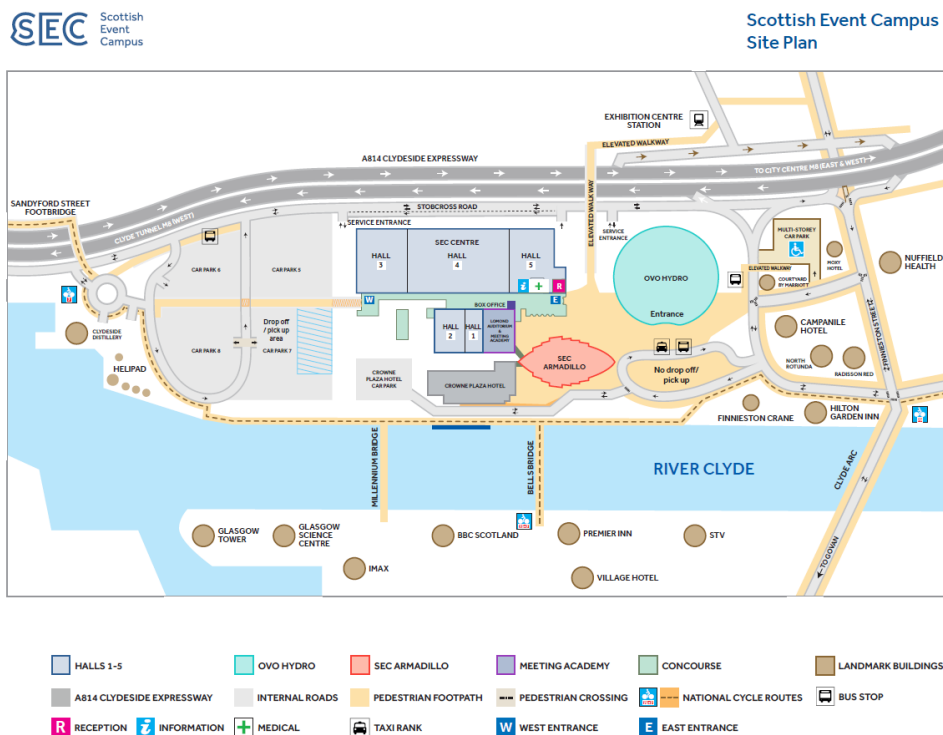 SEC
Scottish
Event
Campus
Scottish Event Campus
Site Plan
EXHIBITION CENTRE
STATION
ELEVATED WALKWAY
A814 CLYDESIDE EXPRESSWAY
TO CITY CENTRE M8 (EAST & WEST)
SANDYFORD STREET
FOOTBRIDGE
CLYDE TUNNEL M8 (WEST)
STOBCROSS ROAD
SERVICE ENTRANCE
ELEVATED WALKWAY
SERVICE
ENTRANCE
SEC CENTRE
HALL
3
HALL
4
HALL
5
i
R
W
E
CAR PARK 6
CAR PARK 5
OVO HYDRO
Entrance
MULTI-STOREY
CAR PARK
ELEVATED WALKWAY
COURTYARD
BY MARRIOTT
MOXY
HOTEL
NUFFIELD
HEALTH
FINNIESTON STREET
BOX OFFICE
HALL
2
HALL
1
LOMOND
AUDITORIUM
&
MEETING
ACADEMY
Drop off
/ pick up
area
CAR PARK 8
CAR PARK 7
CLYDESIDE
DISTILLERY
HELIPAD
CROWNE
PLAZA HOTEL
CAR PARK
CROWNE PLAZA HOTEL
SEC
ARMADILLO
No drop off/
pick up
CAMPANILE
HOTEL
NORTH
ROTUNDA
RADISSON RED
FINNIESTON CRANE
HILTON
GARDEN INN
MILLENNIUM BRIDGE
BELLS BRIDGE
RIVER CLYDE
CLYDE ARC
TO GOVAN
GLASGOW
TOWER
GLASGOW
SCIENCE
CENTRE
IMAX
BBC SCOTLAND
PREMIER INN
STV
VILLAGE HOTEL
HALLS 1-5
OVO HYDRO
SEC ARMADILLO
MEETING ACADEMY
CONCOURSE
LANDMARK BUILDINGS
A814 CLYDESIDE EXPRESSWAY
INTERNAL ROADS
PEDESTRIAN FOOTPATH
PEDESTRIAN CROSSING
NATIONAL CYCLE ROUTES
BUS STOP
R RECEPTION
i INFORMATION
MEDICAL
TAXI RANK
W WEST ENTRANCE
E EAST ENTRANCE